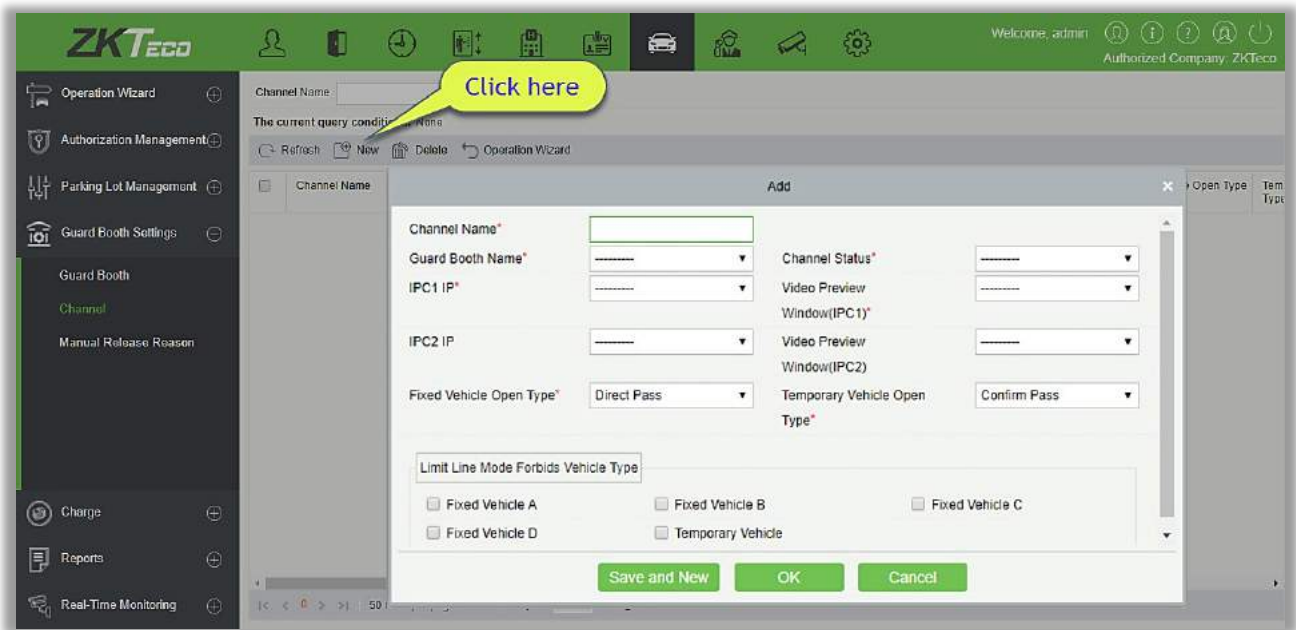 ZKTeco
Welcome, admin
Authorized Company: ZKTeco
Operation Wizard
Authorization Management
Parking Lot Management
Guard Booth Settings
Guard Booth
Channel
Manual Release Reason
Charge
Reports
Real-Time Monitoring
Channel Name
Click here
The current query None
Refresh New Delete Operation Wizard
Channel Name
Open Type
Tem
Type
Add
Channel Name*
Guard Booth Name* ---------
Channel Status* ---------
IPC1 IP* ---------
Video Preview Window(IPC1)* ---------
IPC2 IP ---------
Video Preview Window(IPC2) ---------
Fixed Vehicle Open Type* Direct Pass
Temporary Vehicle Open Type* Confirm Pass
Limit Line Mode Forbids Vehicle Type
Fixed Vehicle A Fixed Vehicle B Fixed Vehicle C
Fixed Vehicle D Temporary Vehicle
Save and New OK Cancel
|< < 0 > >| 50